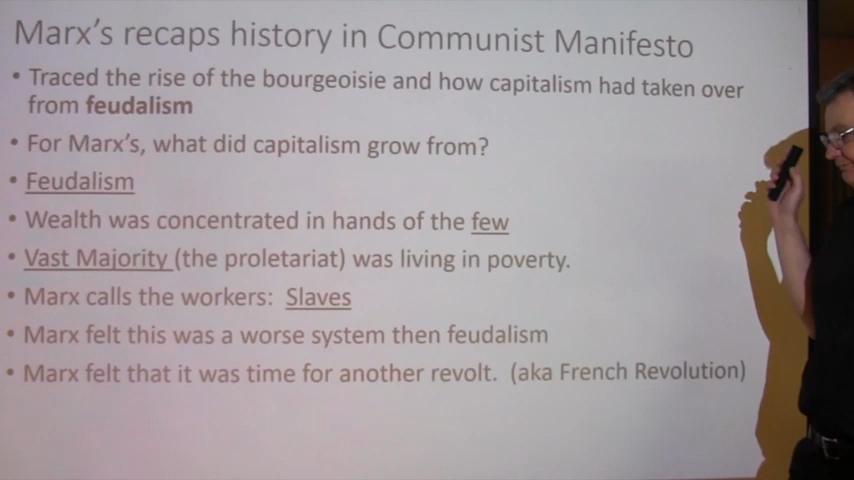 Marx's recaps history in Communist Manifesto
• Traced the rise of the bourgeoisie and how capitalism had taken over
from feudalism
• For Marx's, what did capitalism grow from?
• Feudalism
• Wealth was concentrated in hands of the few
• Vast Majority (the proletariat) was living in poverty.
• Marx calls the workers: Slaves
• Marx felt this was a worse system then feudalism
• Marx felt that it was time for another revolt. (aka French Revolution)